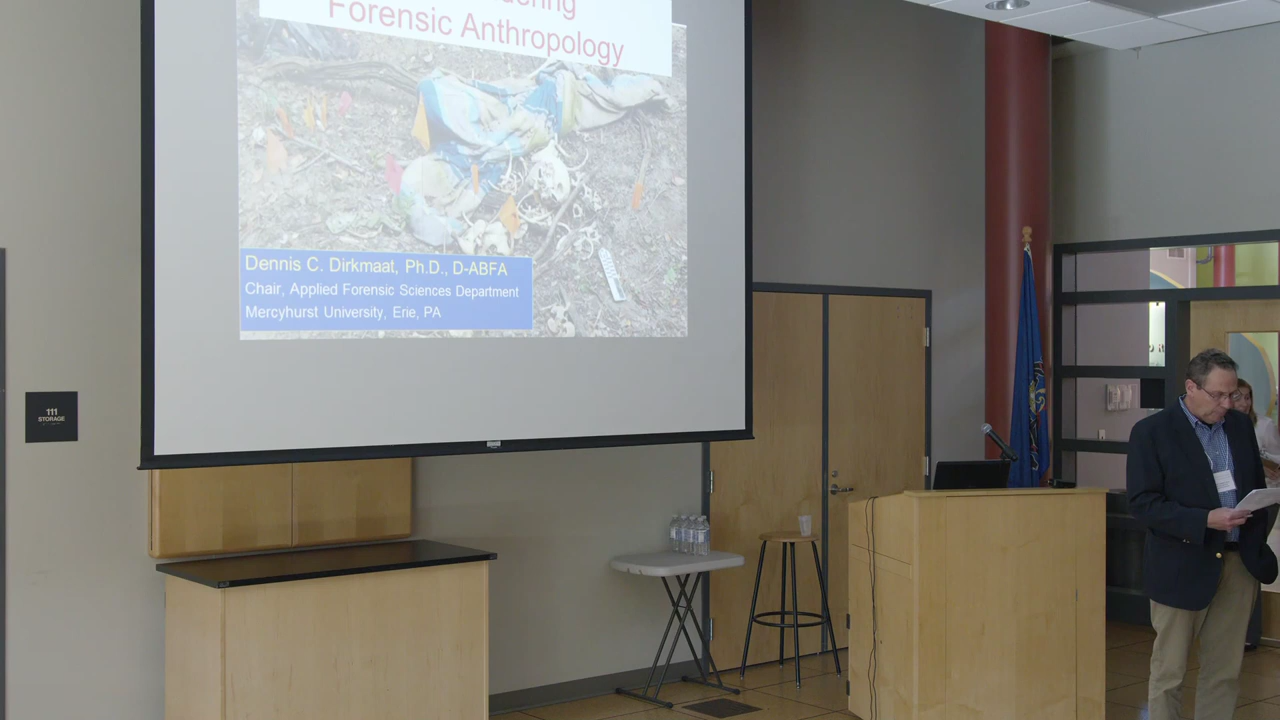 Forensic Anthropology
Dennis C. Dirkmaat, Ph.D., D-ABFA
Chair, Applied Forensic Sciences Department
Mercyhurst University, Erie, PA
111
STORAGE